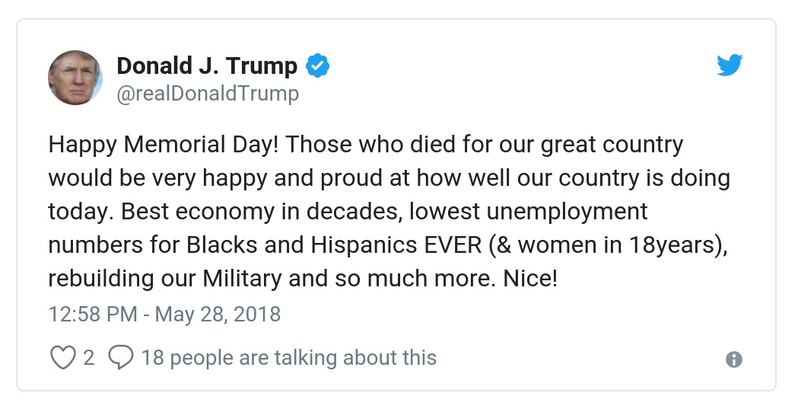 Donald J. Trump
@realDonaldTrump
Happy Memorial Day! Those who died for our great country
would be very happy and proud at how well our country is doing
today. Best economy in decades, lowest unemployment
numbers for Blacks and Hispanics EVER (& women in 18years),
rebuilding our Military and so much more. Nice!
12:58 PM - May 28, 2018
2 18 people are talking about this